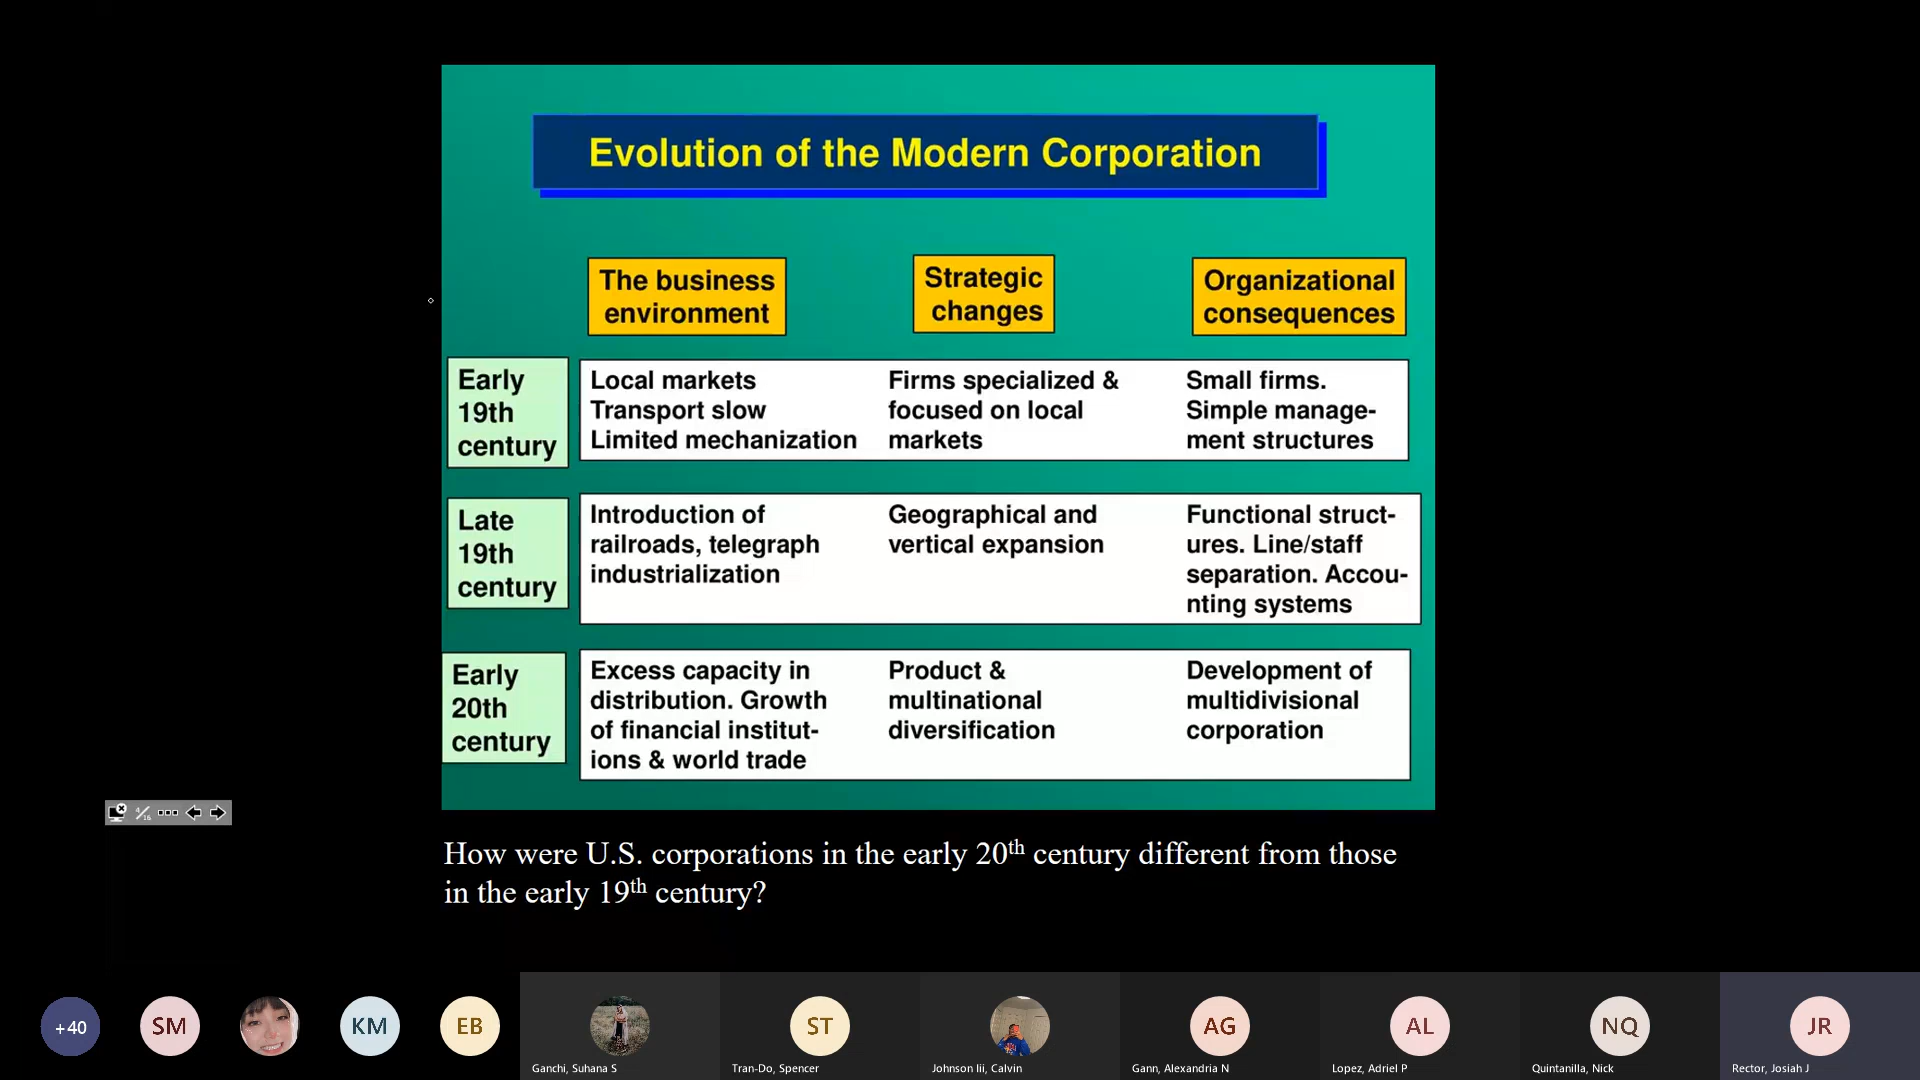 Evolution of the Modern Corporation
The business
environment
Strategic
changes
Organizational
consequences
Early
19th
century
Local markets
Transport slow
Limited mechanization
Firms specialized &
focused on local
markets
Small firms.
Simple manage-
ment structures
Late
19th
century
Introduction of
railroads, telegraph
industrialization
Geographical and
vertical expansion
Functional struct-
ures. Line/staff
separation. Accou-
nting systems
Early
20th
century
Excess capacity in
distribution. Growth
of financial institut-
ions & world trade
Product &
multinational
diversification
Development of
multidivisional
corporation
4/16
How were U.S. corporations in the early 20th century different from those
in the early 19th century?
+40
SM
KM
EB
ST
AG
AL
NQ
JR
Ganchi, Suhana S
Tran-Do, Spencer
Johnson Iii, Calvin
Gann, Alexandria N
Lopez, Adriel P
Quintanilla, Nick
Rector, Josiah J